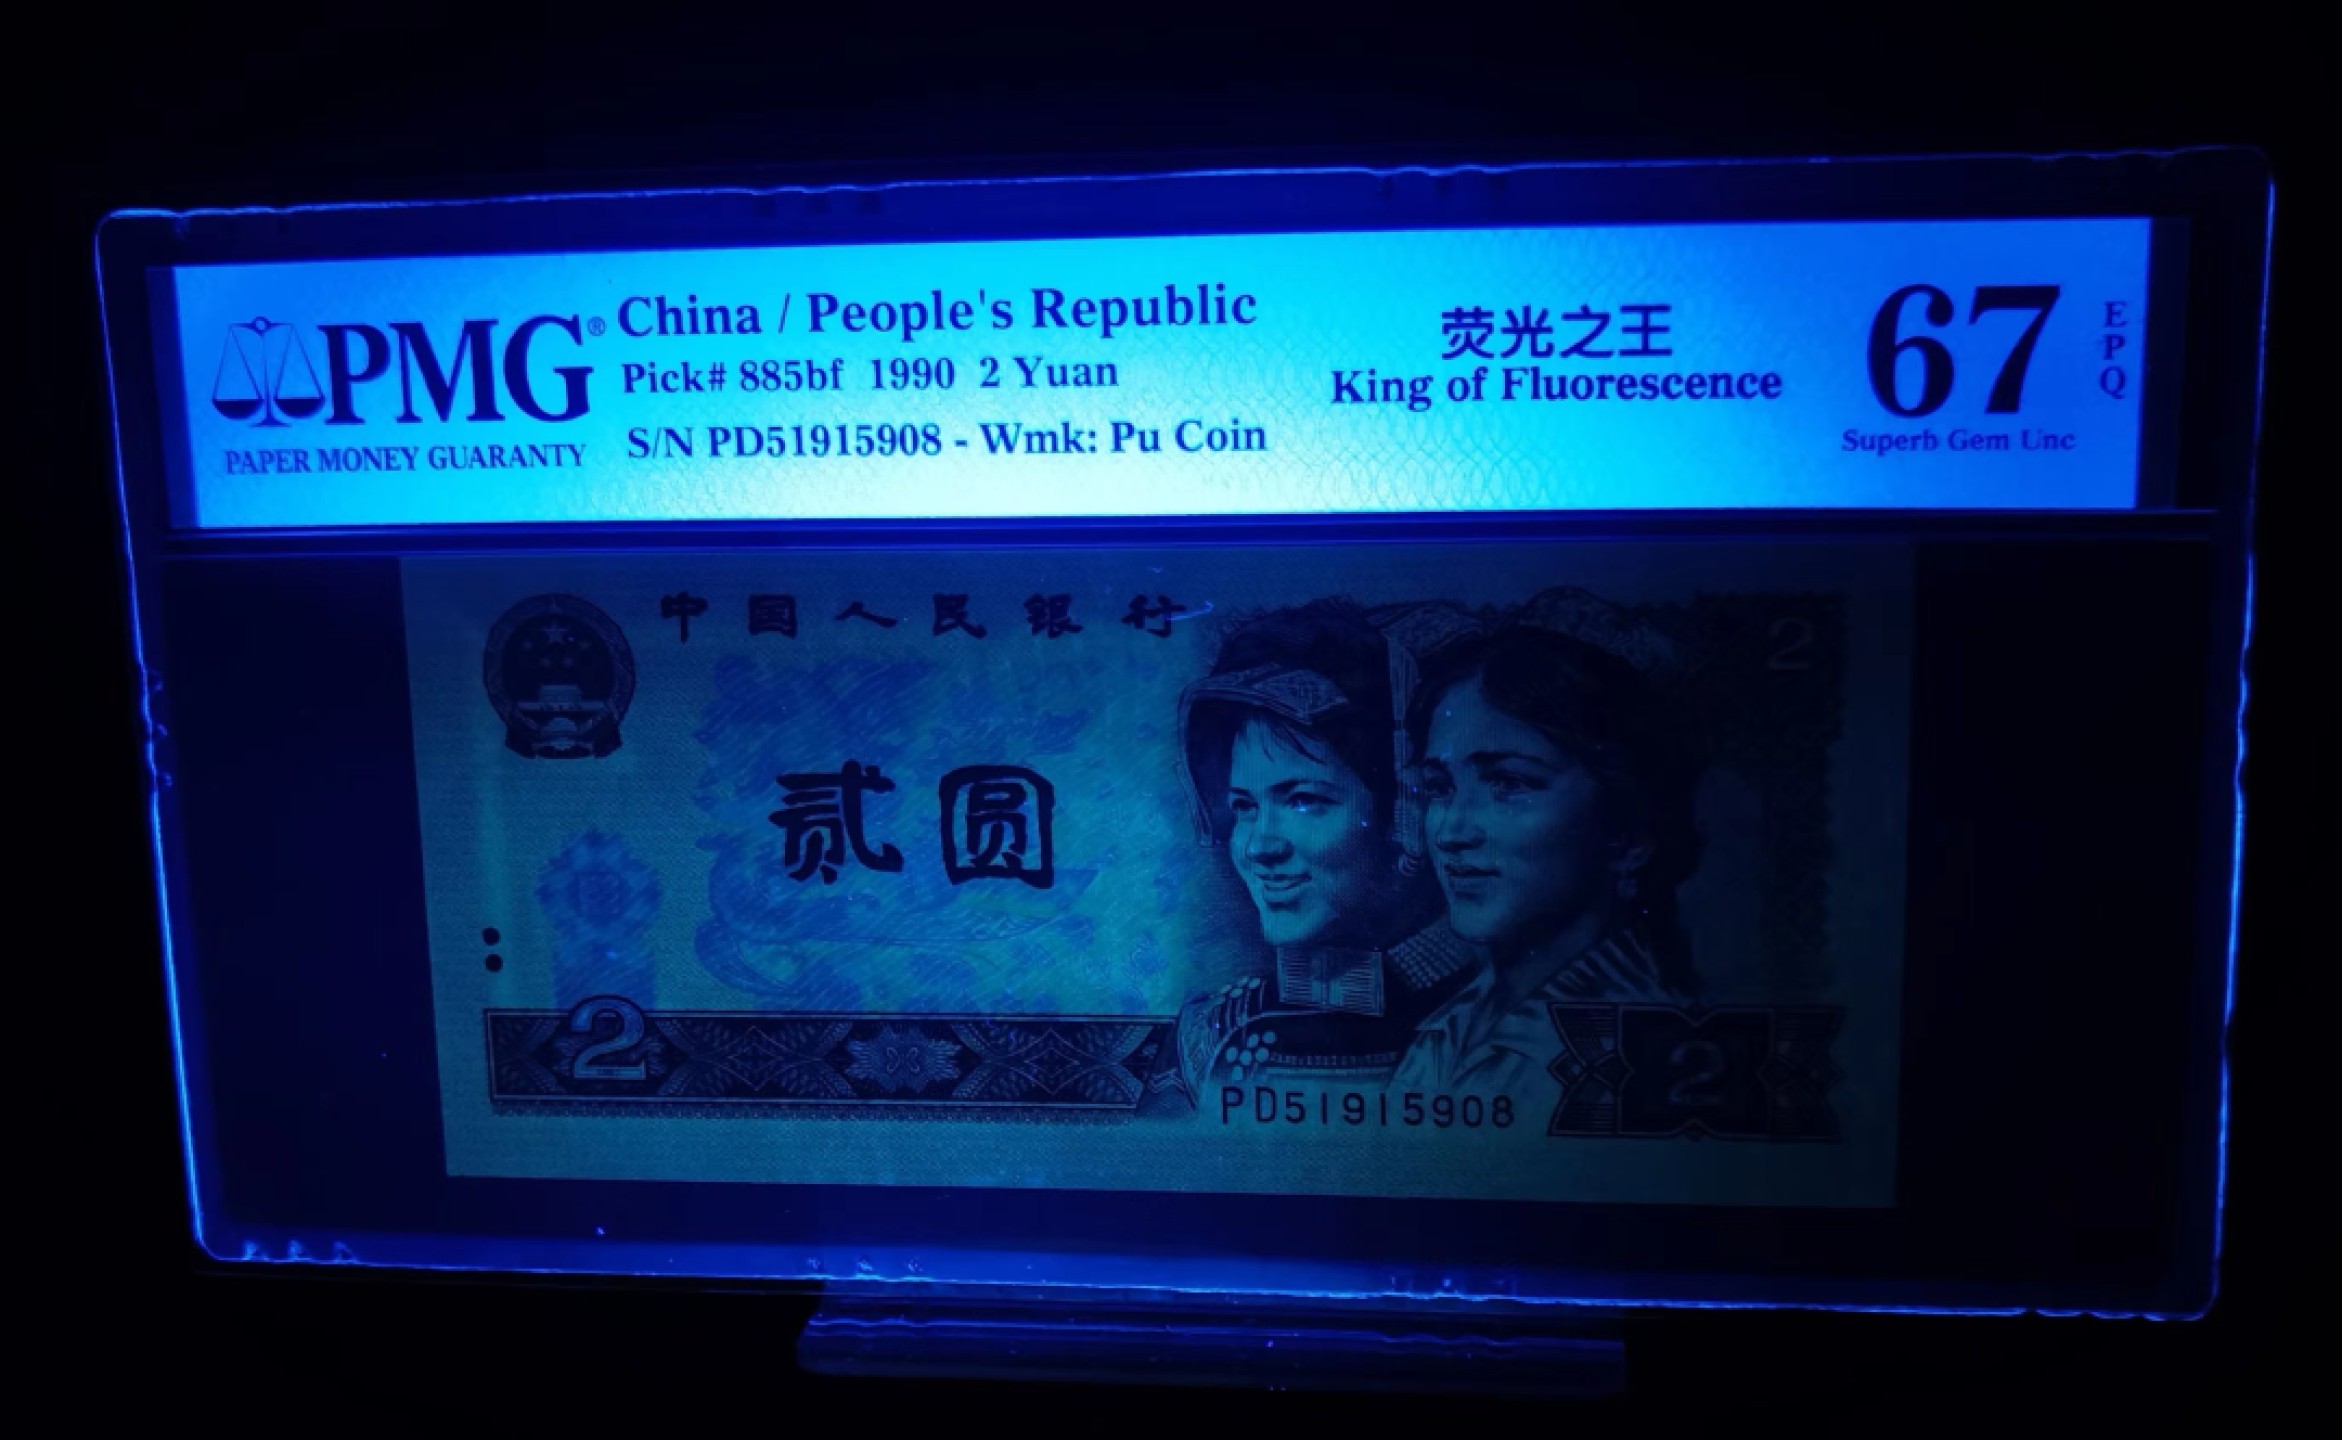 PMG®
PAPER MONEY GUARANTY
China / People's Republic
Pick# 885bf 1990 2 Yuan
S/N PD51915908 - Wmk: Pu Coin
荧光之王
King of Fluorescence
67
EPQ
Superb Gem Unc
中国人民银行
2
贰圆
2
2
PD51915908